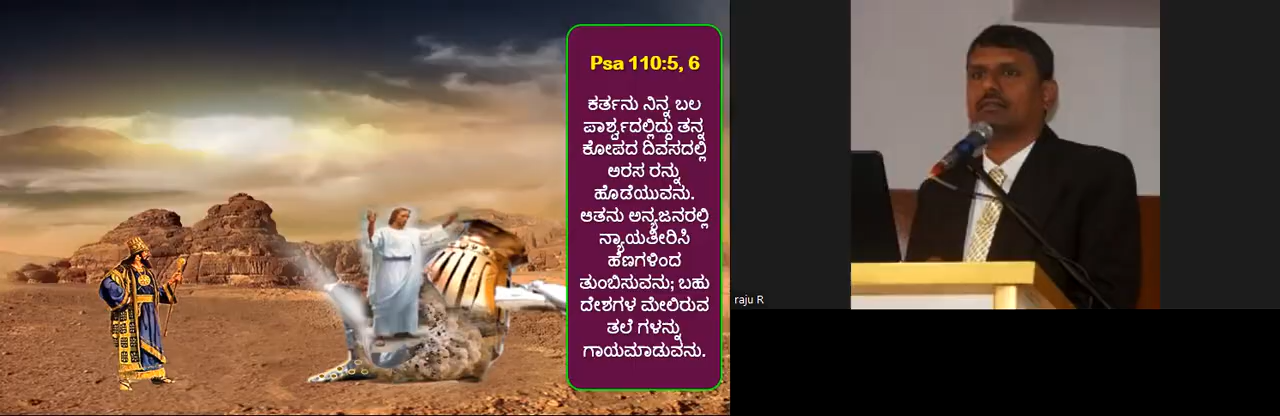 Psa 110:5, 6
ಕರ್ತನು ನಿನ್ನ ಬಲ
ಪಾರ್ಶ್ವದಲ್ಲಿದ್ದು ತನ್ನ
ಕೋಪದ ದಿವಸದಲ್ಲಿ
ಅರಸ ರನ್ನು
ಹೊಡೆಯುವನು.
ಆತನು ಅನ್ಯಜನರಲ್ಲಿ
ನ್ಯಾಯತೀರಿಸಿ
ಹೆಣಗಳಿಂದ
ತುಂಬಿಸುವನು; ಬಹು
ದೇಶಗಳ ಮೇಲಿರುವ
ತಲೆ ಗಳನ್ನು
ಗಾಯಮಾಡುವನು.
raju R